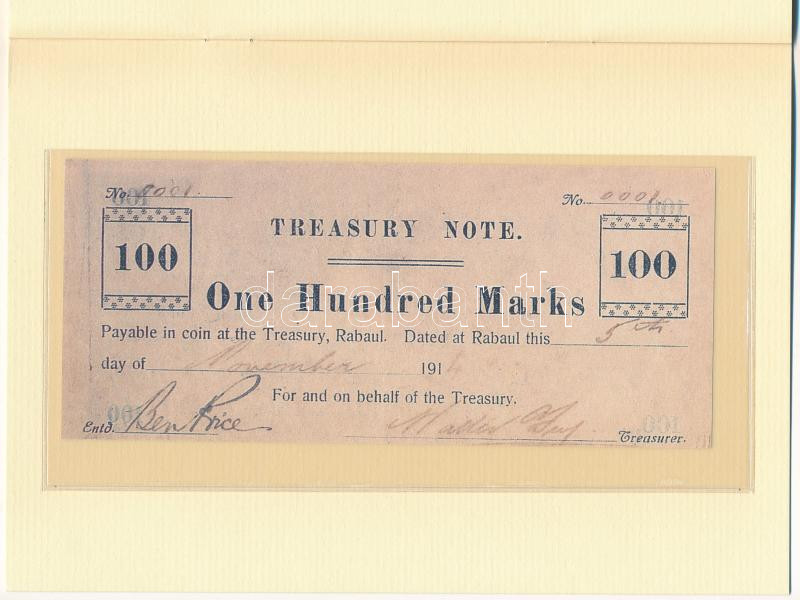 No. 0001.
No. 0001
TREASURY NOTE.
100
100
One Hundred Marks
Payable in coin at the Treasury, Rabaul. Dated at Rabaul this 5th
day of November 1914
For and on behalf of the Treasury.
Entd. Ben Price
Treasurer.
darabanth